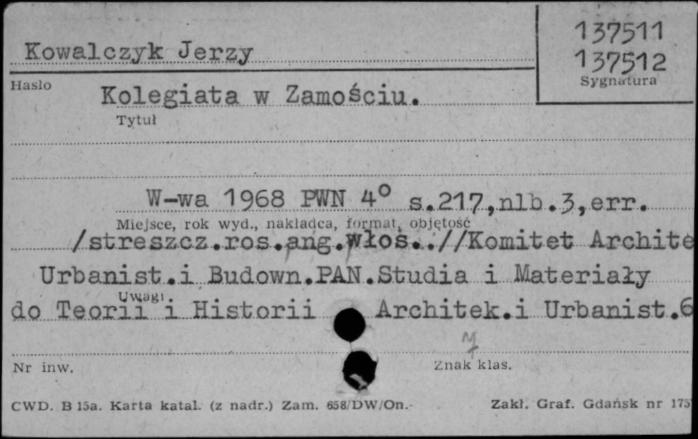 137511
Kowalczyk Jerzy
137512
Sygnatura
Hasło
Kolegiata w Zamościu.
Tytuł
W-wa 1968 PWN 4° s.217,nlb.3,err.
Miejsce, rok wyd., nakładca, format, objętość
/streszcz.ros.ang.włos..//Komitet Archite
Urbanist.i Budown.PAN.Studia i Materiały
Uwagi
do Teorii i Historii Architek.i Urbanist.6
Nr inw.
Znak klas.
CWD. B 15a. Karta katal. (z nadr.) Zam. 658/DW/On.
Zakł. Graf. Gdańsk nr 175